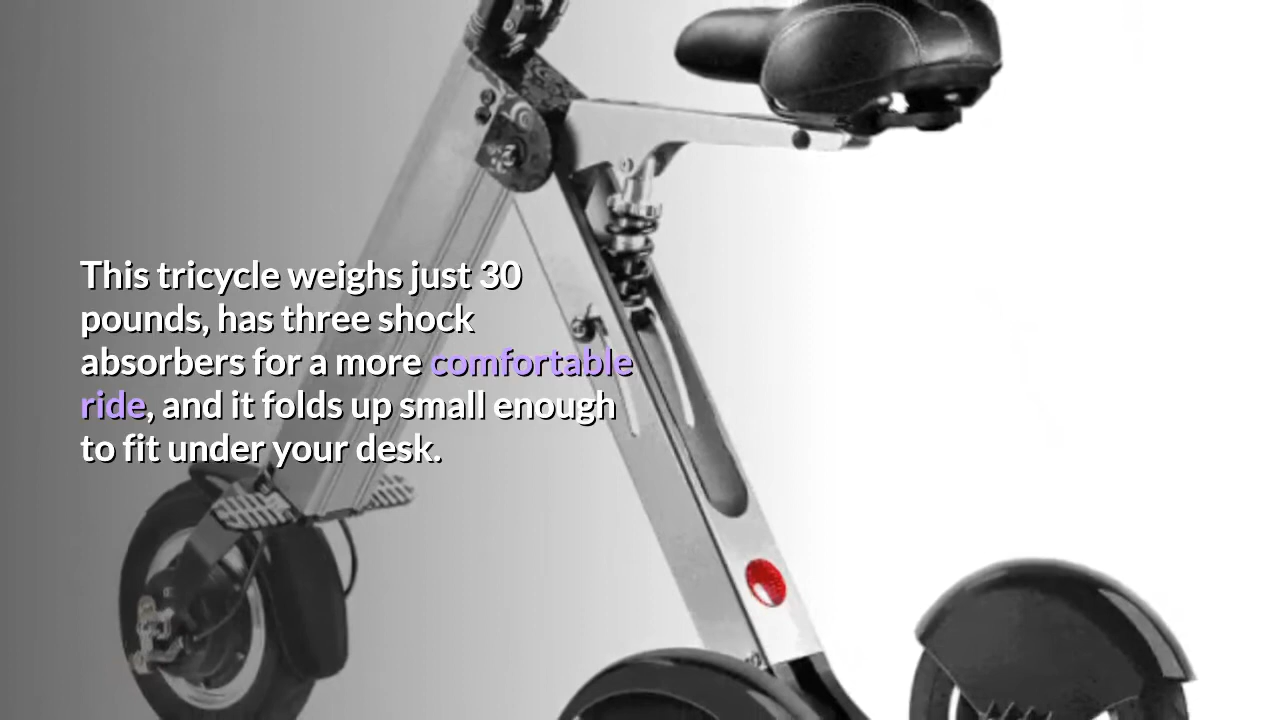 This tricycle weighs just 30
pounds, has three shock
absorbers for a more comfortable
ride, and it folds up small enough
to fit under your desk.